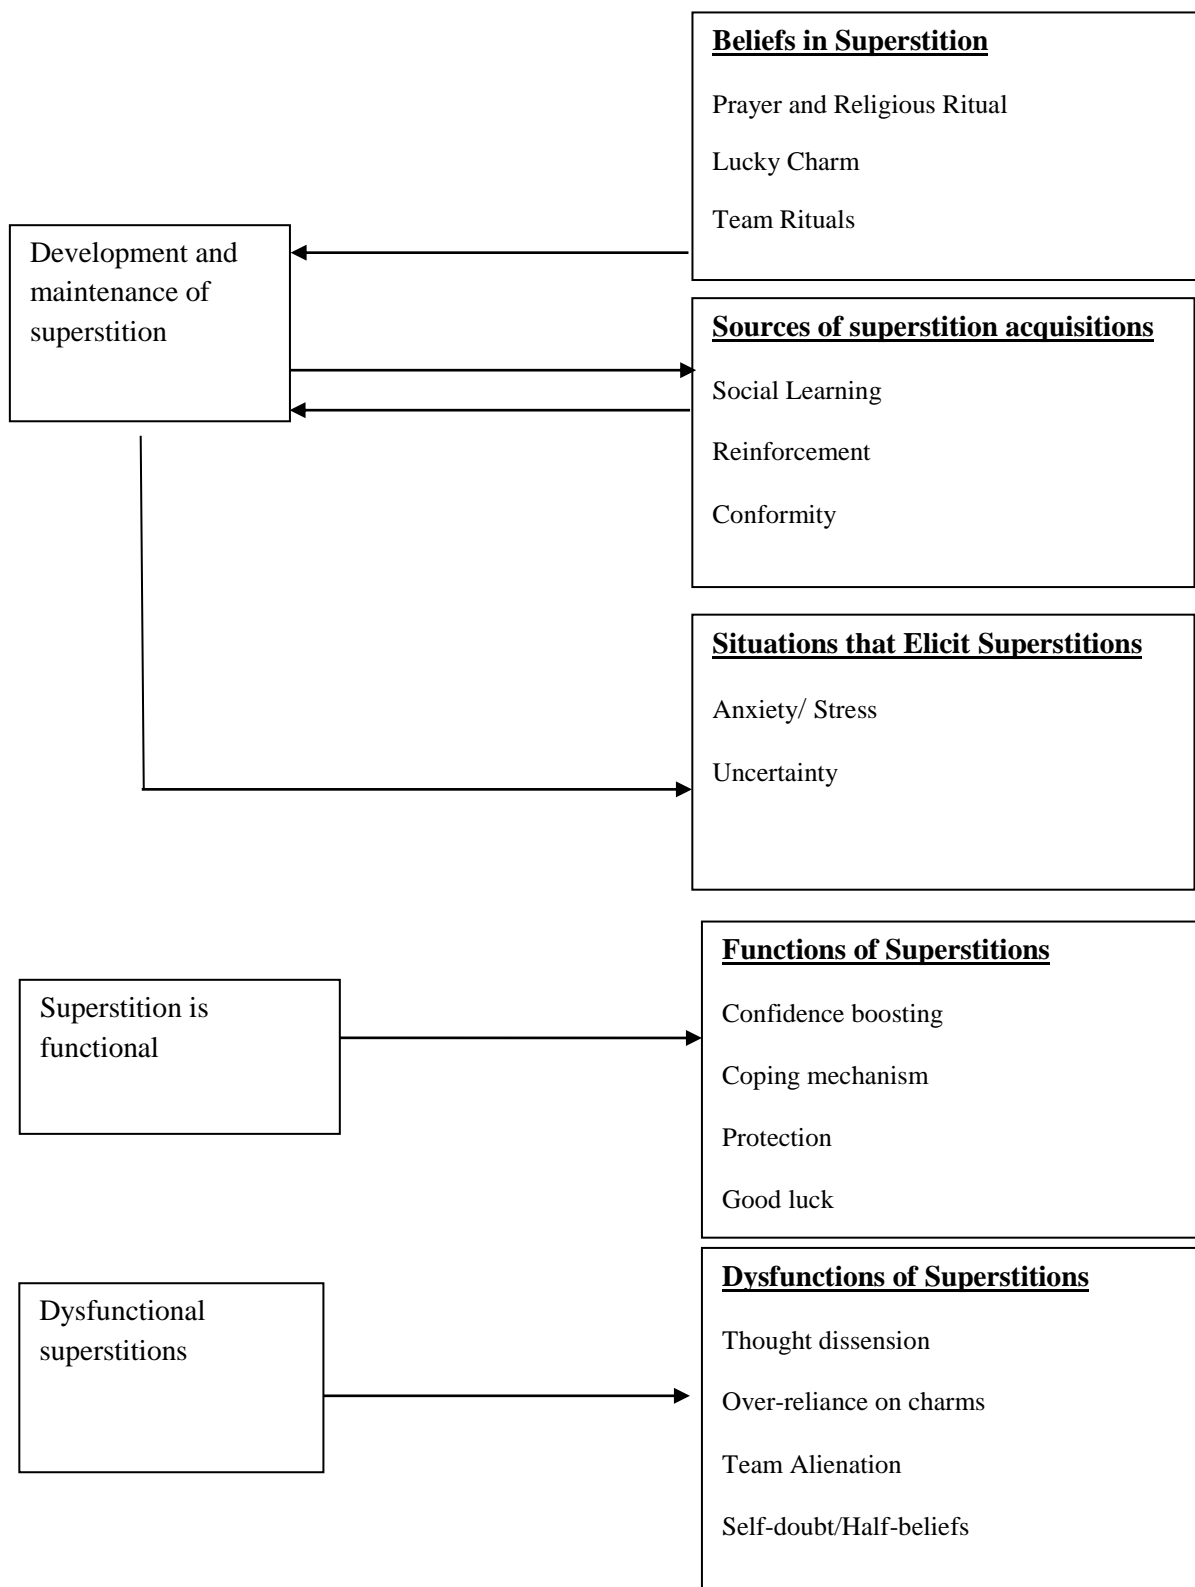 Beliefs in Superstition
Prayer and Religious Ritual
Lucky Charm
Team Rituals
Development and
maintenance of
superstition
Sources of superstition acquisitions
Social Learning
Reinforcement
Conformity
Situations that Elicit Superstitions
Anxiety/ Stress
Uncertainty
Functions of Superstitions
Superstition is
functional
Confidence boosting
Coping mechanism
Protection
Good luck
Dysfunctions of Superstitions
Dysfunctional
superstitions
Thought dissension
Over-reliance on charms
Team Alienation
Self-doubt/Half-beliefs